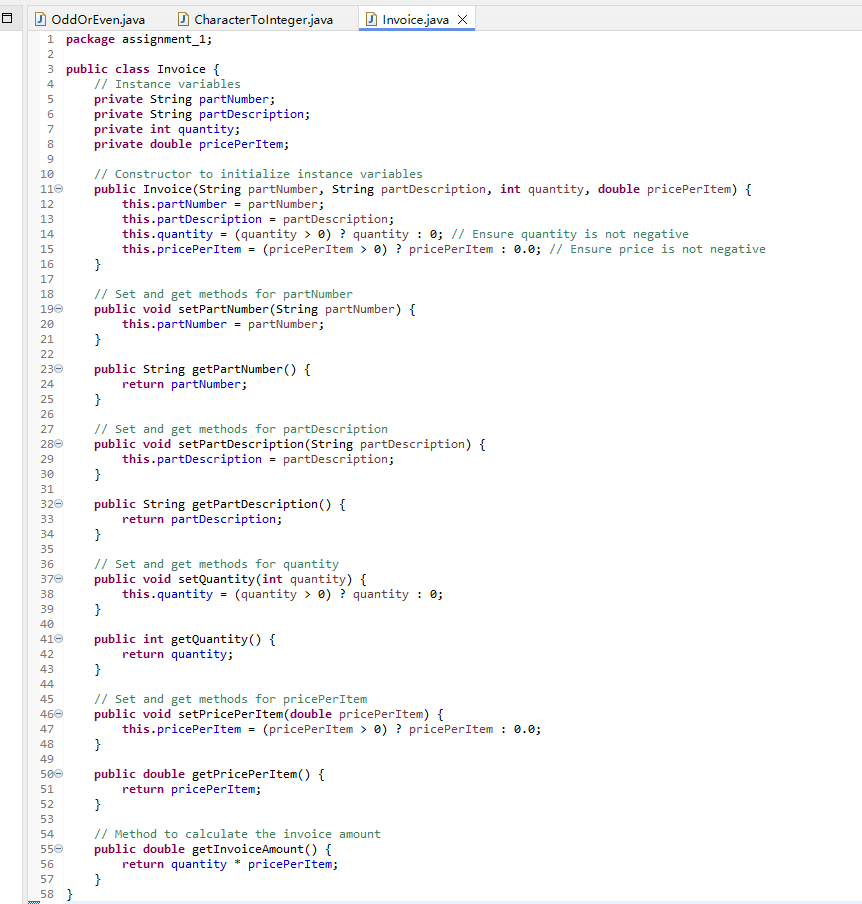 OddOrEven.java CharacterToInteger.java Invoice.java
1 package assignment_1;
2
3 public class Invoice {
4     // Instance variables
5     private String partNumber;
6     private String partDescription;
7     private int quantity;
8     private double pricePerItem;
9
10     // Constructor to initialize instance variables
11     public Invoice(String partNumber, String partDescription, int quantity, double pricePerItem) {
12         this.partNumber = partNumber;
13         this.partDescription = partDescription;
14         this.quantity = (quantity > 0) ? quantity : 0; // Ensure quantity is not negative
15         this.pricePerItem = (pricePerItem > 0) ? pricePerItem : 0.0; // Ensure price is not negative
16     }
17
18     // Set and get methods for partNumber
19     public void setPartNumber(String partNumber) {
20         this.partNumber = partNumber;
21     }
22
23     public String getPartNumber() {
24         return partNumber;
25     }
26
27     // Set and get methods for partDescription
28     public void setPartDescription(String partDescription) {
29         this.partDescription = partDescription;
30     }
31
32     public String getPartDescription() {
33         return partDescription;
34     }
35
36     // Set and get methods for quantity
37     public void setQuantity(int quantity) {
38         this.quantity = (quantity > 0) ? quantity : 0;
39     }
40
41     public int getQuantity() {
42         return quantity;
43     }
44
45     // Set and get methods for pricePerItem
46     public void setPricePerItem(double pricePerItem) {
47         this.pricePerItem = (pricePerItem > 0) ? pricePerItem : 0.0;
48     }
49
50     public double getPricePerItem() {
51         return pricePerItem;
52     }
53
54     // Method to calculate the invoice amount
55     public double getInvoiceAmount() {
56         return quantity * pricePerItem;
57     }
58 }